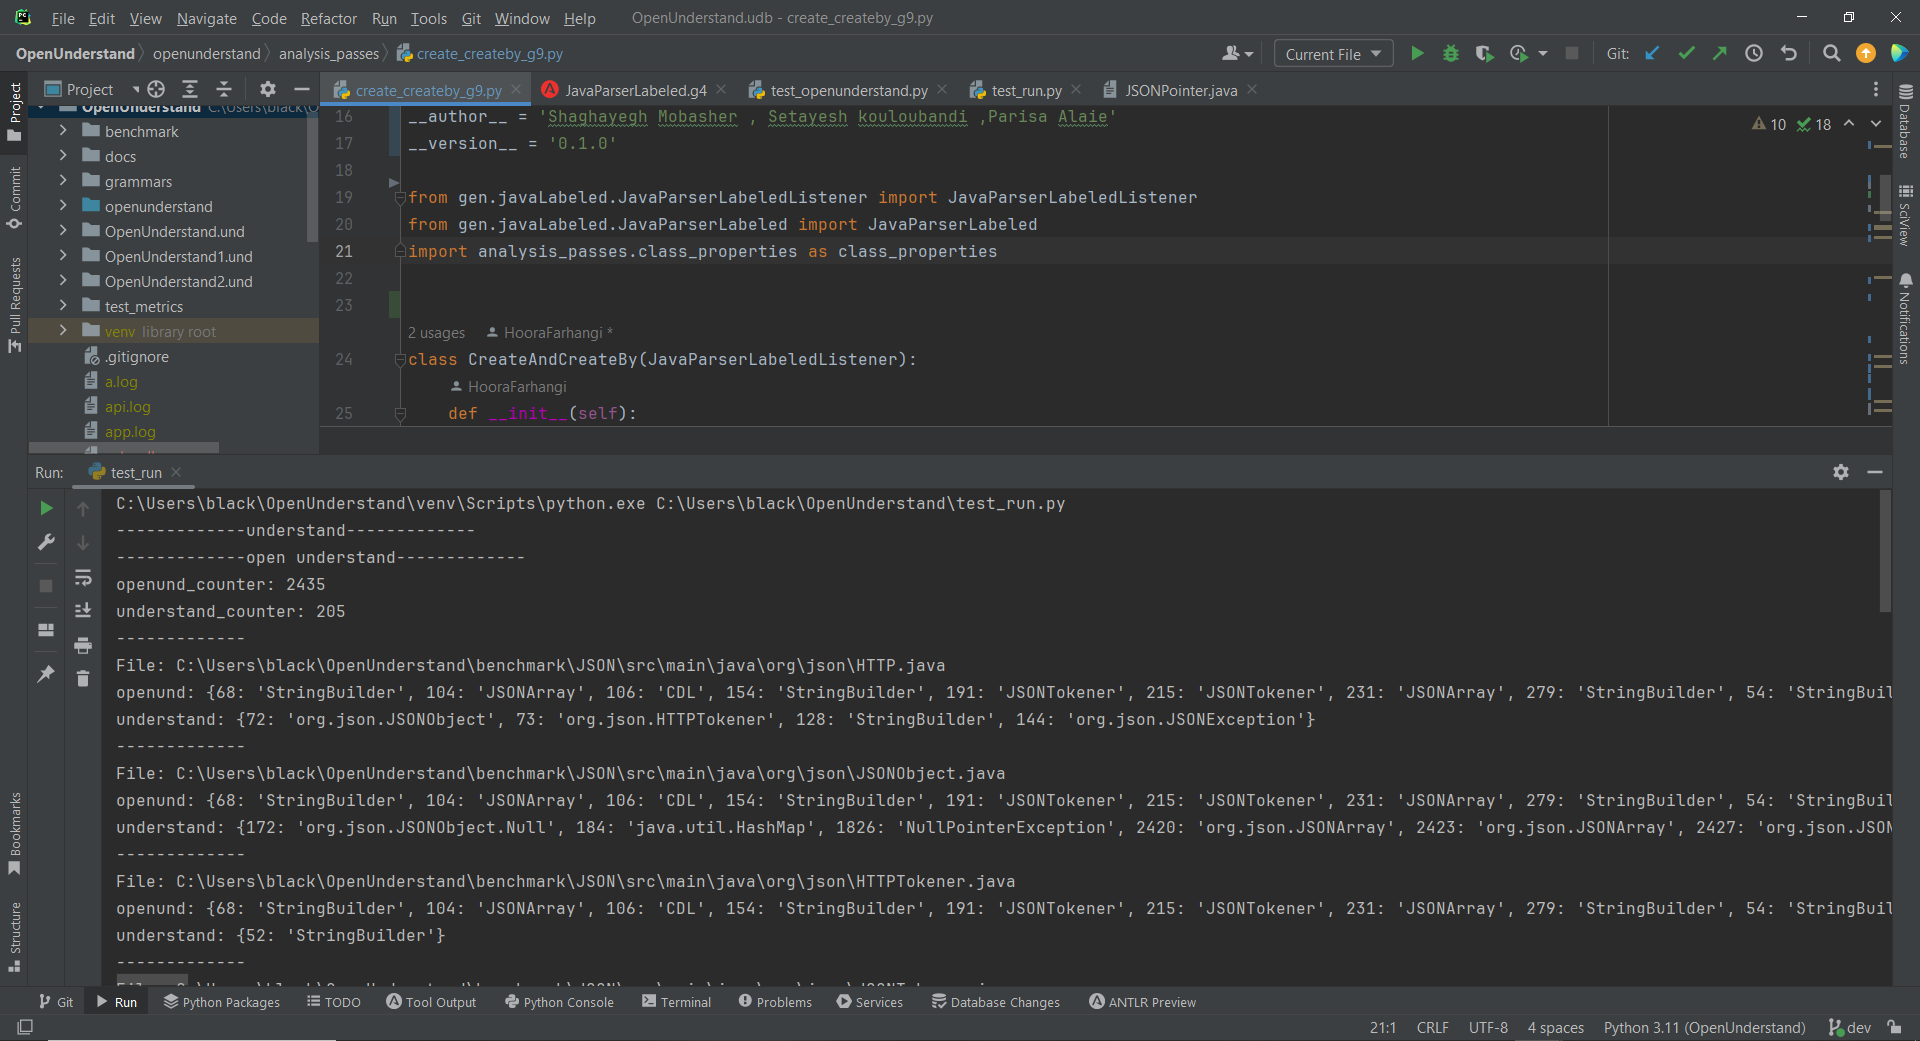 File Edit View Navigate Code Refactor Run Tools Git Window Help OpenUnderstand.udb - create_createby_g9.py
OpenUnderstand openunderstand analysis_passes create_createby_g9.py Current File Git:
Project
create_createby_g9.py JavaParserLabeled.g4 test_openunderstand.py test_run.py JSONPointer.java
OpenUnderstand C:\Users\black\O
benchmark
docs
grammars
openunderstand
OpenUnderstand.und
OpenUnderstand1.und
OpenUnderstand2.und
test_metrics
venv library root
.gitignore
a.log
api.log
app.log
Project
Commit
Pull Requests
Bookmarks
Structure
16 __author__ = 'Shaghayegh Mobasher , Setayesh kouloubandi ,Parisa Alaie'
17 __version__ = '0.1.0'
18
19 from gen.javaLabeled.JavaParserLabeledListener import JavaParserLabeledListener
20 from gen.javaLabeled.JavaParserLabeled import JavaParserLabeled
21 import analysis_passes.class_properties as class_properties
22
23
2 usages HooraFarhangi *
24 class CreateAndCreateBy(JavaParserLabeledListener):
HooraFarhangi
25 def __init__(self):
10 18
Database
SciView
Notifications
Run: test_run
C:\Users\black\OpenUnderstand\venv\Scripts\python.exe C:\Users\black\OpenUnderstand\test_run.py
-------------understand-------------
-------------open understand-------------
openund_counter: 2435
understand_counter: 205
-------------
File: C:\Users\black\OpenUnderstand\benchmark\JSON\src\main\java\org\json\HTTP.java
openund: {68: 'StringBuilder', 104: 'JSONArray', 106: 'CDL', 154: 'StringBuilder', 191: 'JSONTokener', 215: 'JSONTokener', 231: 'JSONArray', 279: 'StringBuilder', 54: 'StringBuil
understand: {72: 'org.json.JSONObject', 73: 'org.json.HTTPTokener', 128: 'StringBuilder', 144: 'org.json.JSONException'}
-------------
File: C:\Users\black\OpenUnderstand\benchmark\JSON\src\main\java\org\json\JSONObject.java
openund: {68: 'StringBuilder', 104: 'JSONArray', 106: 'CDL', 154: 'StringBuilder', 191: 'JSONTokener', 215: 'JSONTokener', 231: 'JSONArray', 279: 'StringBuilder', 54: 'StringBuil
understand: {172: 'org.json.JSONObject.Null', 184: 'java.util.HashMap', 1826: 'NullPointerException', 2420: 'org.json.JSONArray', 2423: 'org.json.JSONArray', 2427: 'org.json.JSON
-------------
File: C:\Users\black\OpenUnderstand\benchmark\JSON\src\main\java\org\json\HTTPTokener.java
openund: {68: 'StringBuilder', 104: 'JSONArray', 106: 'CDL', 154: 'StringBuilder', 191: 'JSONTokener', 215: 'JSONTokener', 231: 'JSONArray', 279: 'StringBuilder', 54: 'StringBuil
understand: {52: 'StringBuilder'}
-------------
Git Run Python Packages TODO Tool Output Python Console Terminal Problems Services Database Changes ANTLR Preview
21:1 CRLF UTF-8 4 spaces Python 3.11 (OpenUnderstand) dev